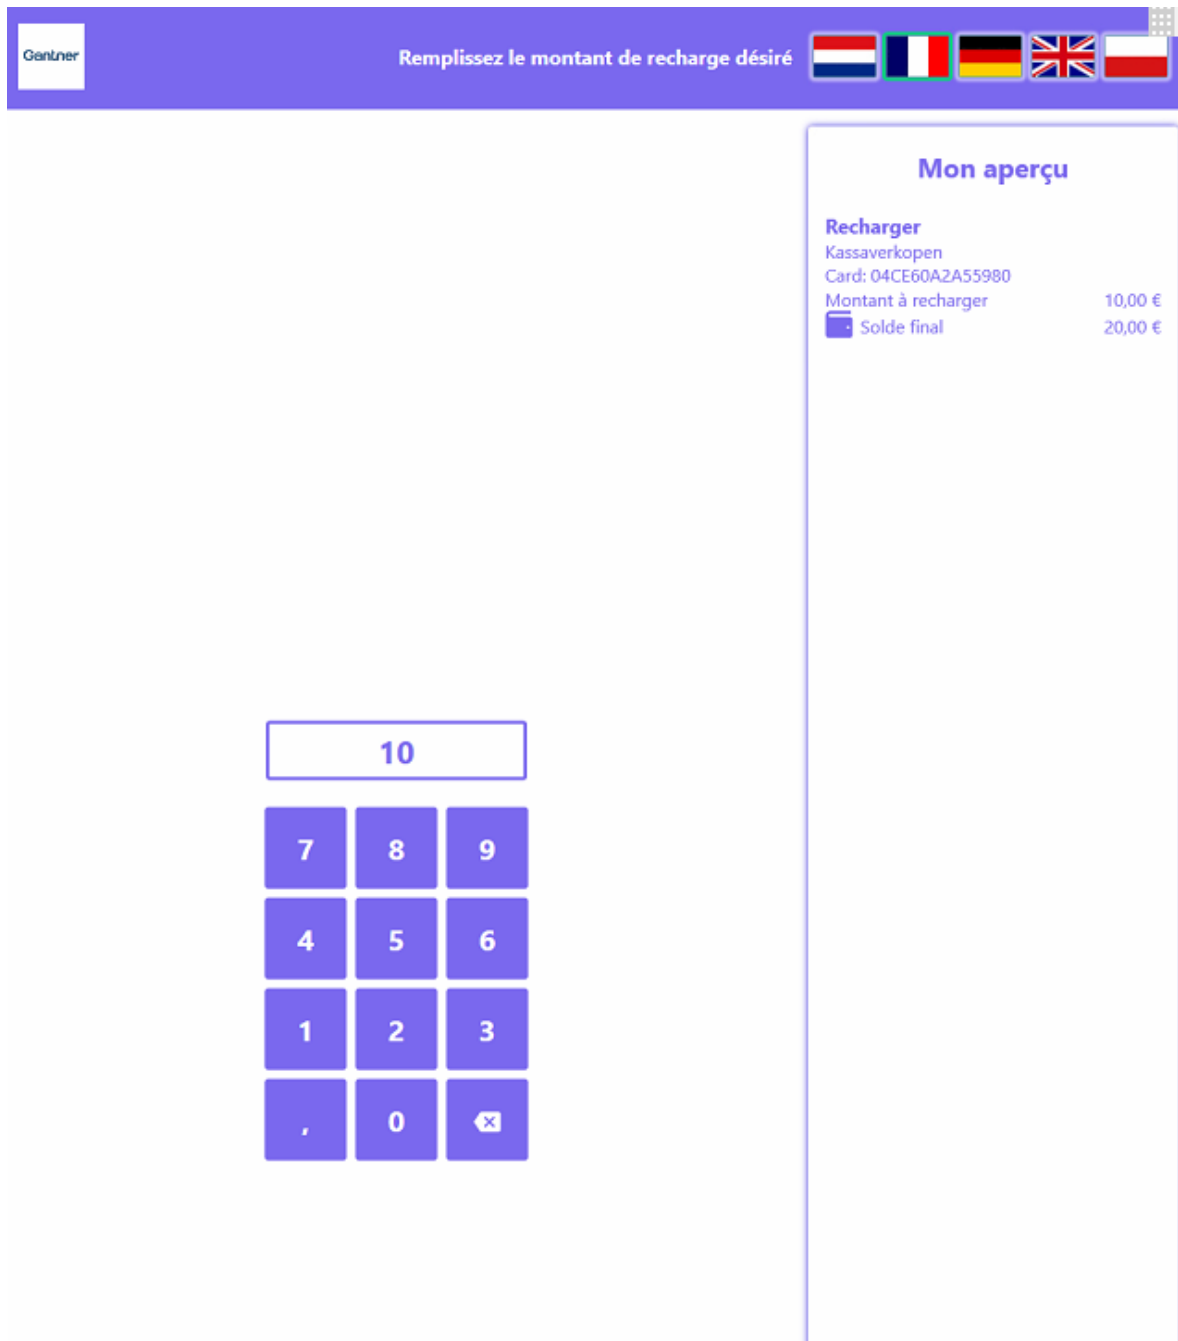 Gantner
Remplissez le montant de recharge désiré
Mon aperçu
Recharger
Kassaverkopen
Card: 04CE60A2A55980
Montant à recharger 10,00 €
Solde final 20,00 €
10
7 8 9
4 5 6
1 2 3
, 0